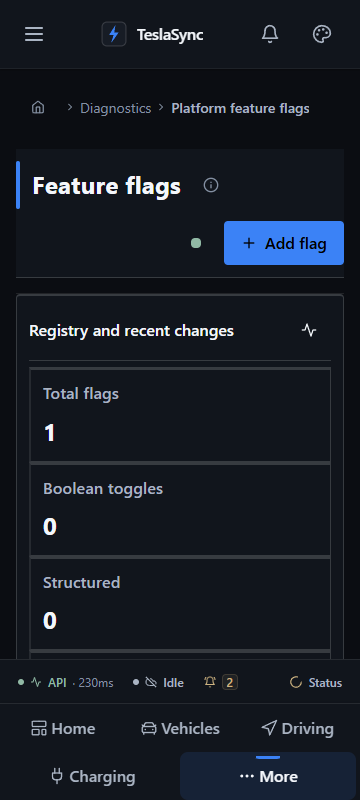 TeslaSync
Diagnostics Platform feature flags
Feature flags
Add flag
Registry and recent changes
Total flags
1
Boolean toggles
0
Structured
0
API · 230ms Idle 2 Status
Home Vehicles Driving
Charging More